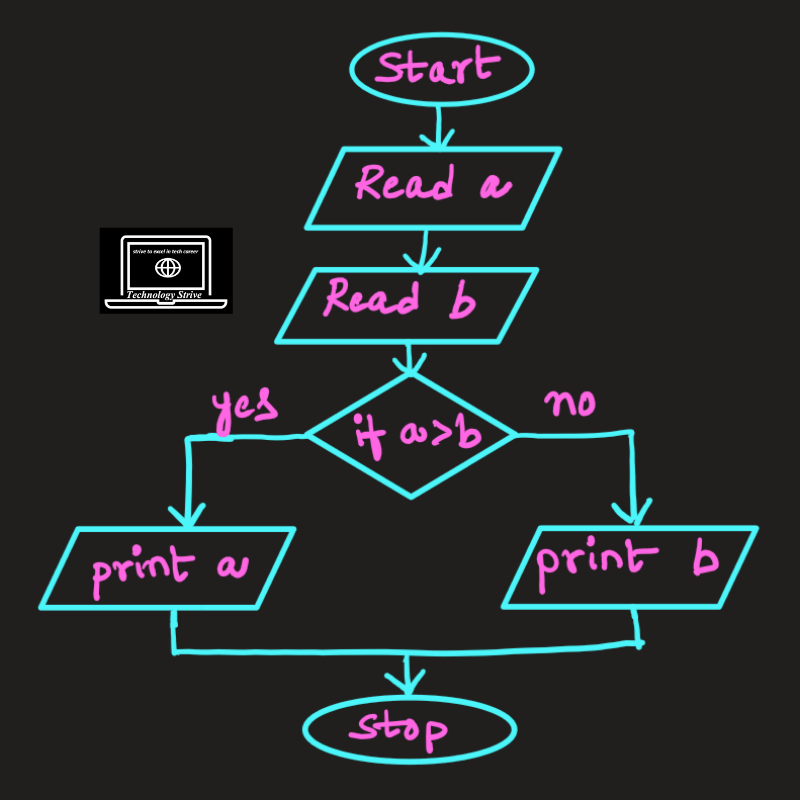 Start
Read a
strive to excel in tech career
Technology Strive
Read b
yes
no
if a>b
print a
print b
Stop